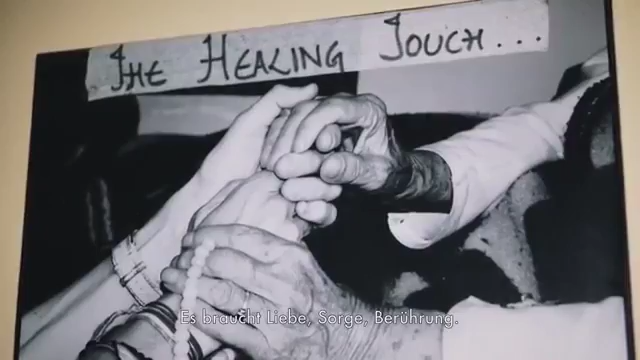 THE HEALING TOUCH...
Es braucht Liebe, Sorge, Berührung.